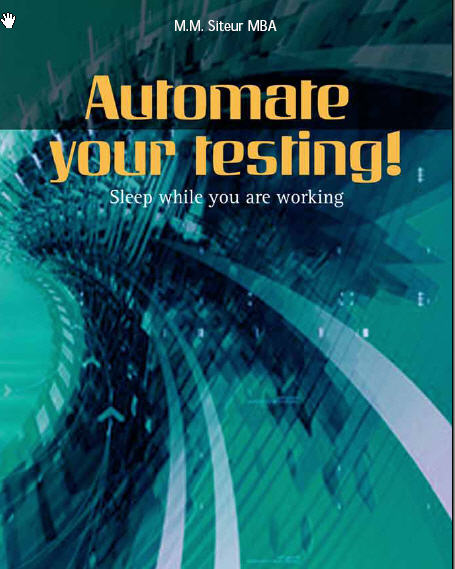 M.M. Siteur MBA
Automate
your testing!
Sleep while you are working